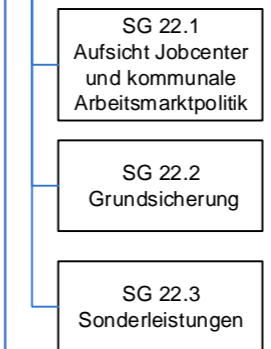 SG 22.1
Aufsicht Jobcenter
und kommunale
Arbeitsmarktpolitik
SG 22.2
Grundsicherung
SG 22.3
Sonderleistungen